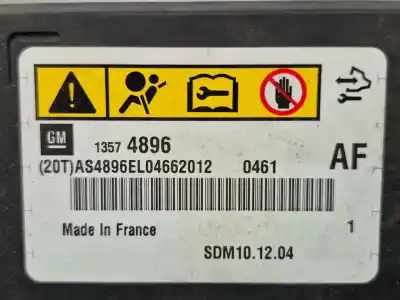 GM
1357 4896
(20T)AS4896EL04662012 0461
AF
Made In France
1
SDM10.12.04